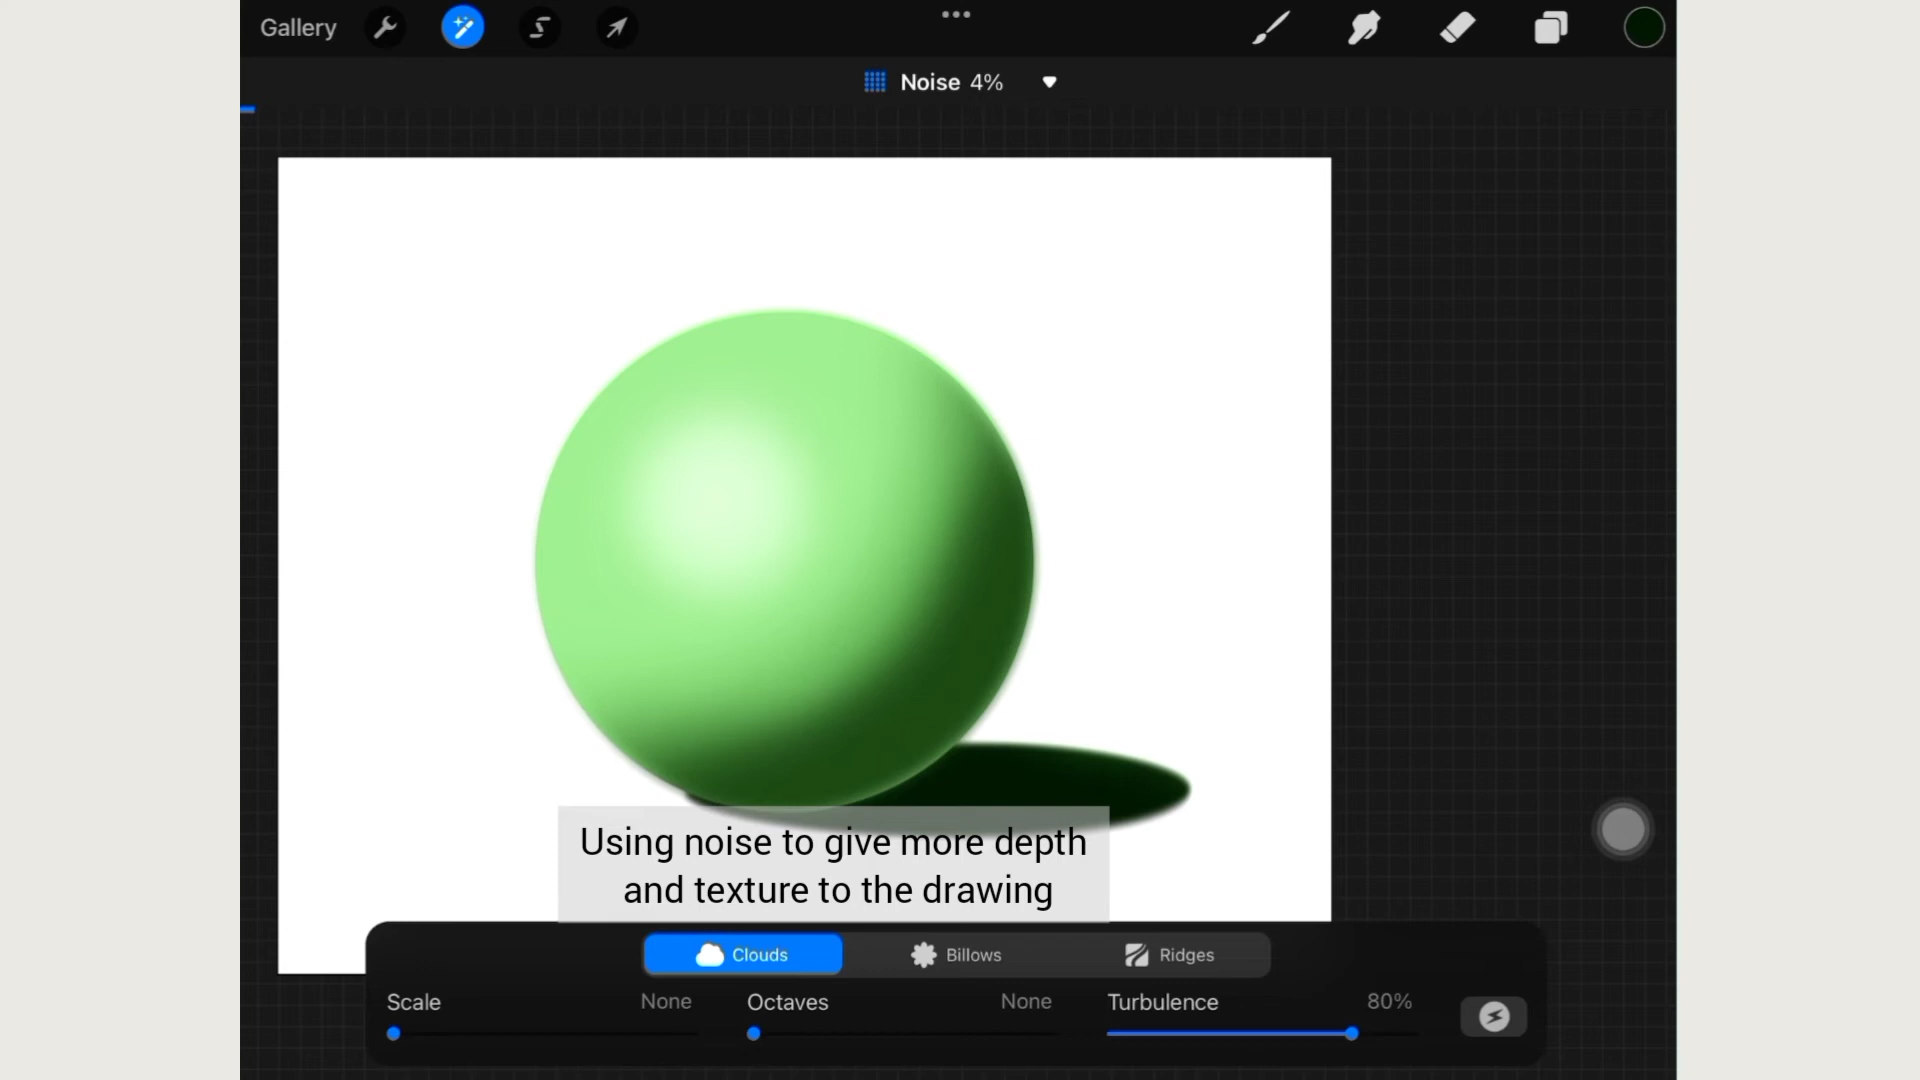 Gallery
Noise 4%
Using noise to give more depth
and texture to the drawing
Clouds Billows Ridges
Scale None Octaves None Turbulence 80%